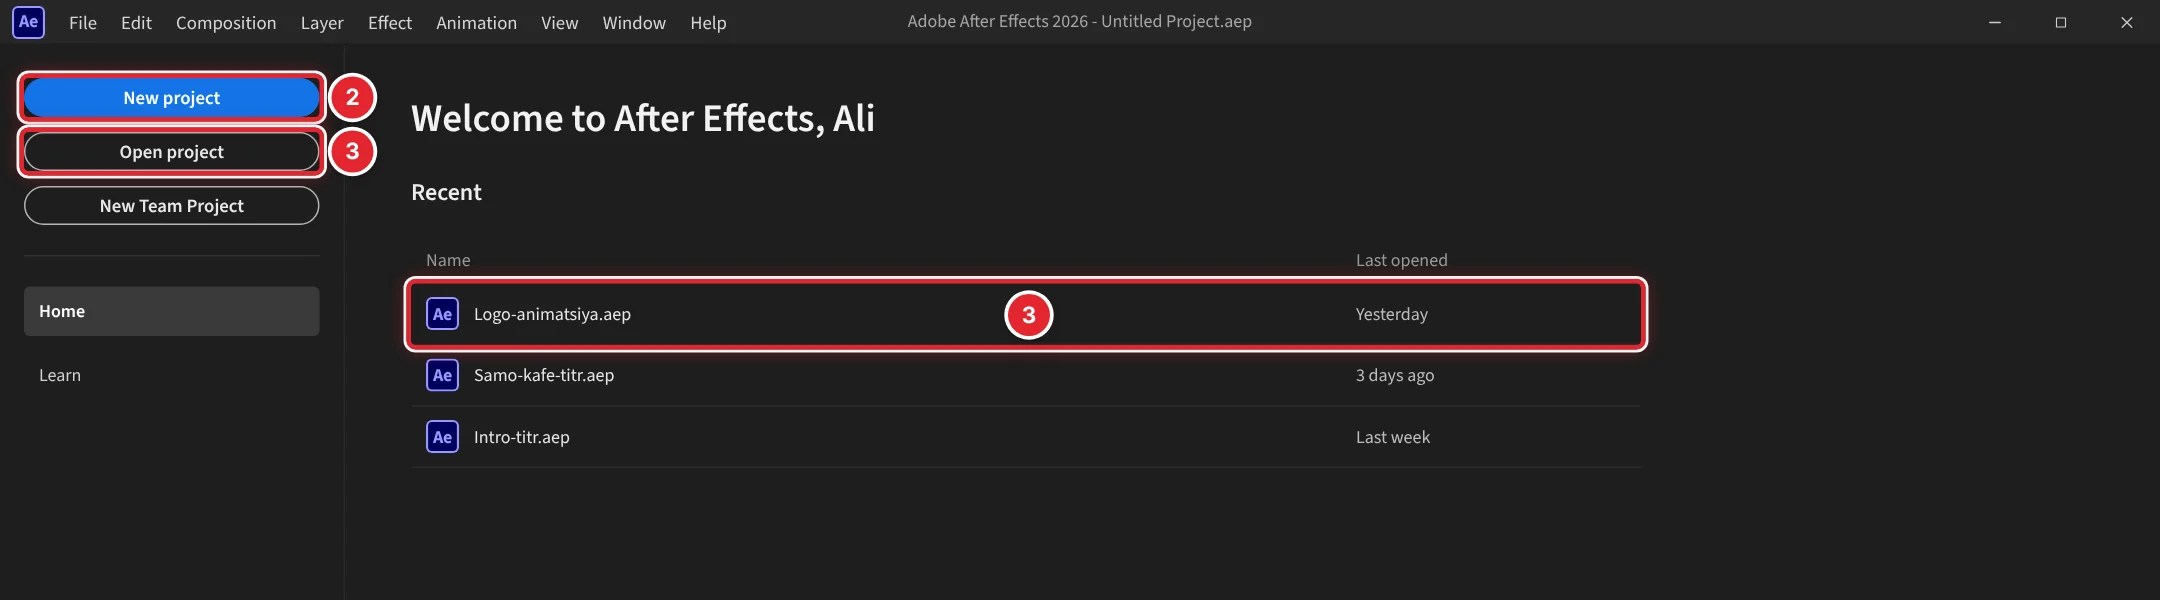 Ae File Edit Composition Layer Effect Animation View Window Help Adobe After Effects 2026 - Untitled Project.aep
New project 2
Open project 3
New Team Project
Home
Learn
Welcome to After Effects, Ali
Recent
Name Last opened
Ae Logo-animatsiya.aep 3 Yesterday
Ae Samo-kafe-titr.aep 3 days ago
Ae Intro-titr.aep Last week